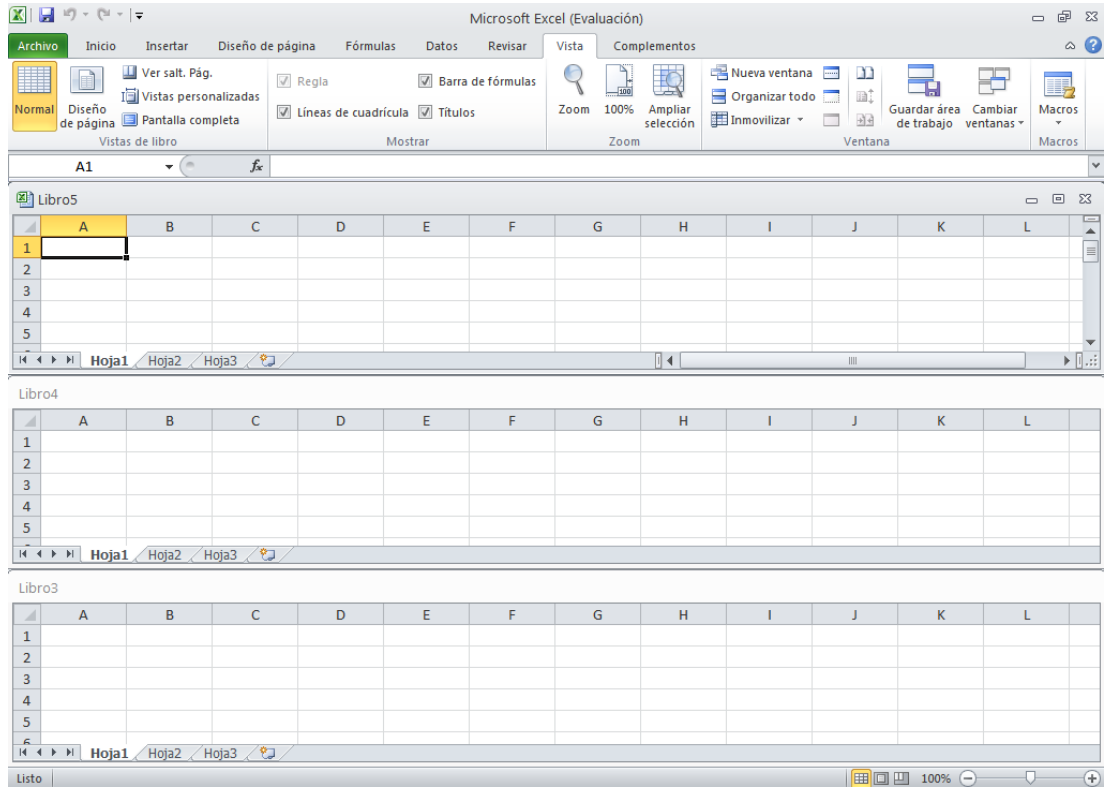 Microsoft Excel (Evaluación)
Archivo Inicio Insertar Diseño de página Fórmulas Datos Revisar Vista Complementos
Normal
Diseño de página
Ver salt. Pág.
Vistas personalizadas
Pantalla completa
Vistas de libro
Regla
Líneas de cuadrícula
Barra de fórmulas
Títulos
Mostrar
Zoom
100%
Ampliar selección
Zoom
Nueva ventana
Organizar todo
Inmovilizar
Guardar área de trabajo
Cambiar ventanas
Ventana
Macros
Macros
A1 fx
Libro5
A B C D E F G H I J K L
1
2
3
4
5
Hoja1 Hoja2 Hoja3
Libro4
A B C D E F G H I J K L
1
2
3
4
5
Hoja1 Hoja2 Hoja3
Libro3
A B C D E F G H I J K L
1
2
3
4
5
Hoja1 Hoja2 Hoja3
Listo 100%